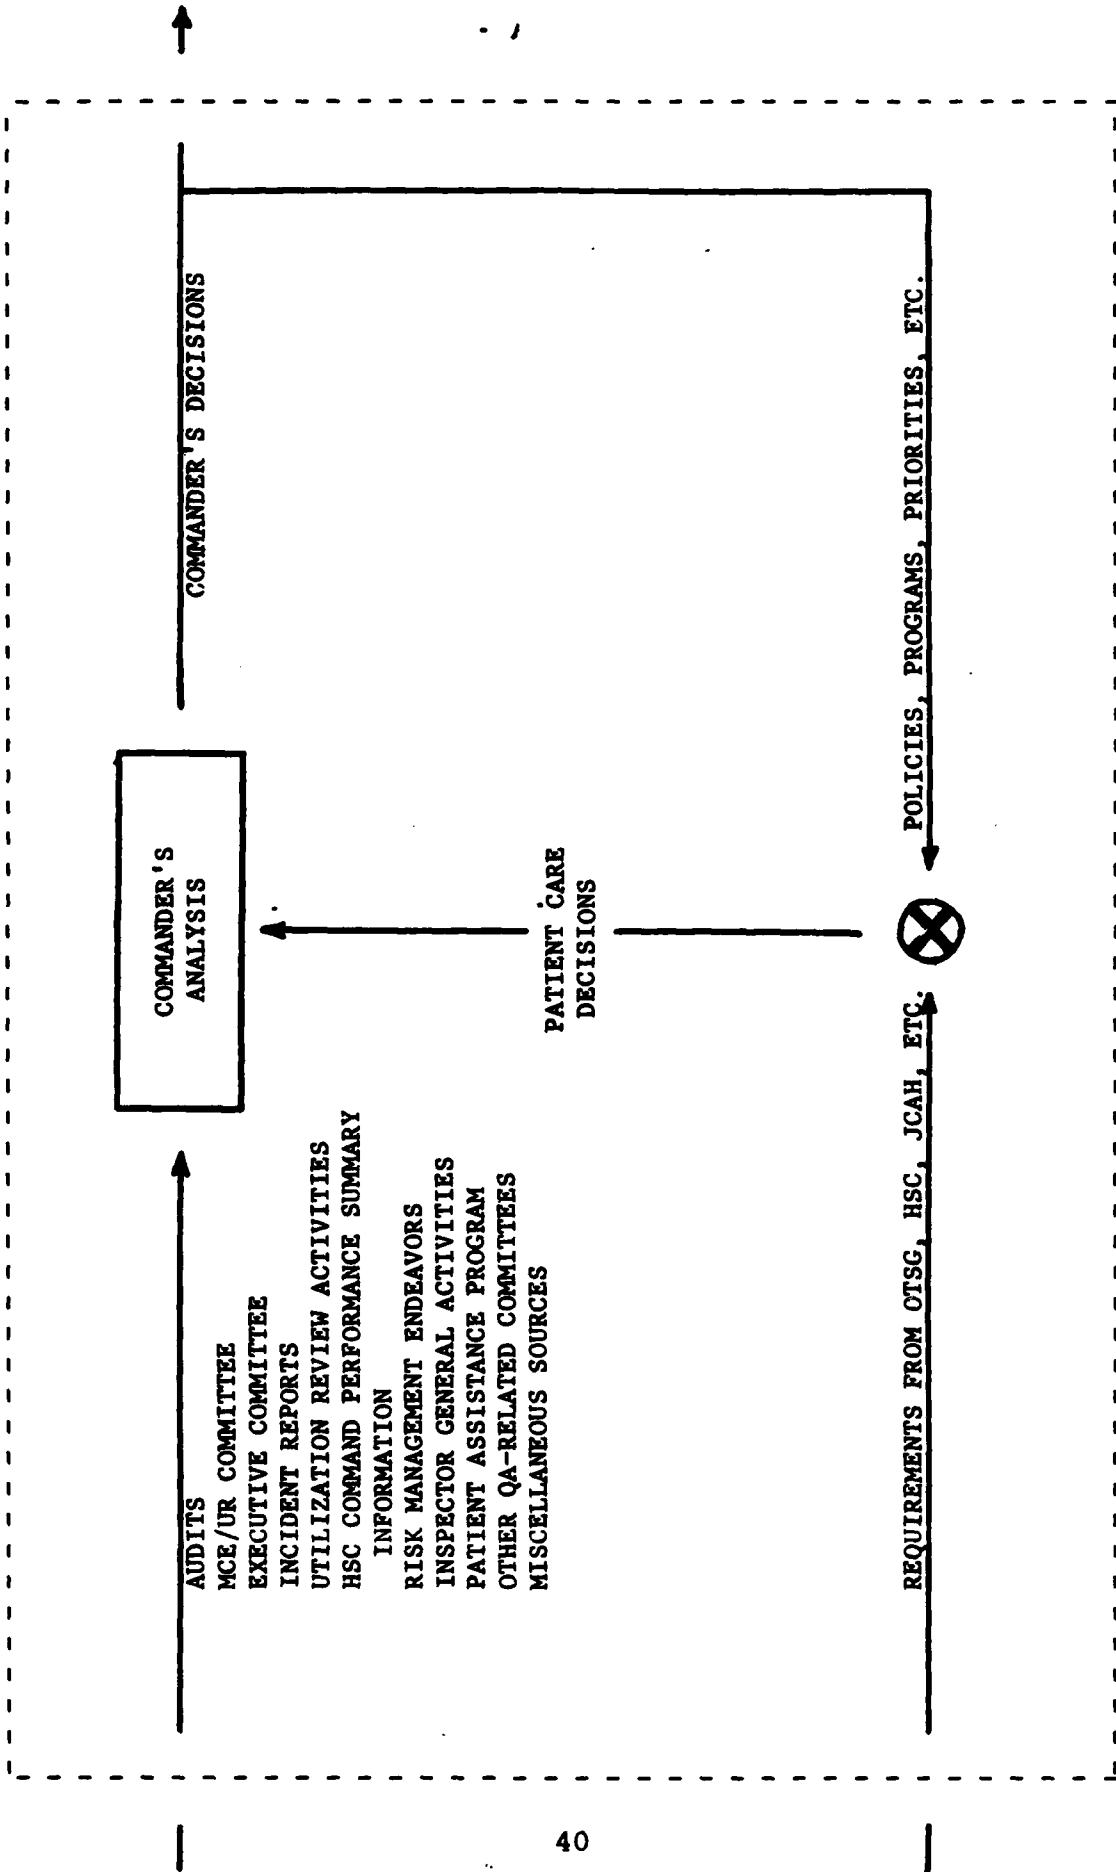 COMMANDER'S
ANALYSIS
COMMANDER'S DECISIONS
AUDITS
MCE/UR COMMITTEE
EXECUTIVE COMMITTEE
INCIDENT REPORTS
UTILIZATION REVIEW ACTIVITIES
HSC COMMAND PERFORMANCE SUMMARY
INFORMATION
RISK MANAGEMENT ENDEAVORS
INSPECTOR GENERAL ACTIVITIES
PATIENT ASSISTANCE PROGRAM
OTHER QA-RELATED COMMITTEES
MISCELLANEOUS SOURCES
PATIENT CARE
DECISIONS
REQUIREMENTS FROM OTSG, HSC, JCAH, ETC.
POLICIES, PROGRAMS, PRIORITIES, ETC.
40